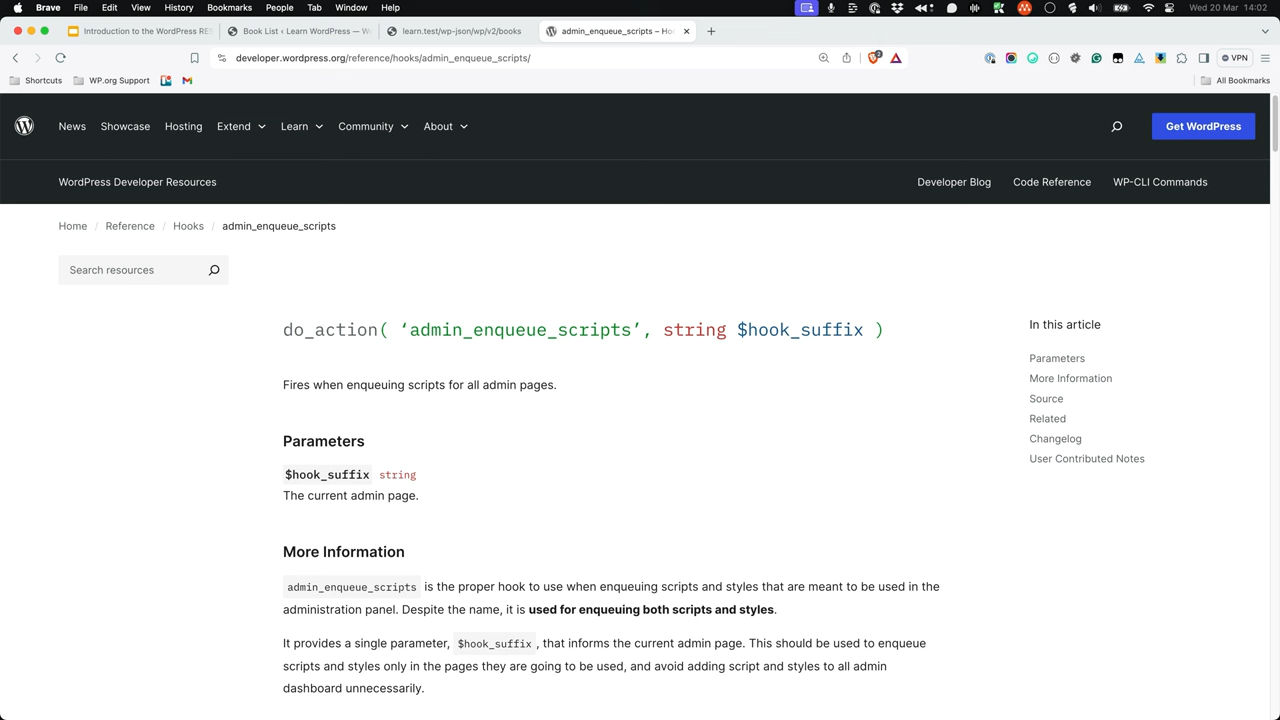 Brave File Edit View History Bookmarks People Tab Window Help Wed 20 Mar 14:02
Introduction to the WordPress RES
Book List ‹ Learn WordPress — W
learn.test/wp-json/wp/v2/books
admin_enqueue_scripts – Ho
developer.wordpress.org/reference/hooks/admin_enqueue_scripts/
VPN
Shortcuts WP.org Support All Bookmarks
News Showcase Hosting Extend Learn Community About Get WordPress
WordPress Developer Resources Developer Blog Code Reference WP-CLI Commands
Home / Reference / Hooks / admin_enqueue_scripts
Search resources
do_action( ‘admin_enqueue_scripts’, string $hook_suffix )
Fires when enqueuing scripts for all admin pages.
Parameters
$hook_suffix string
The current admin page.
More Information
admin_enqueue_scripts is the proper hook to use when enqueuing scripts and styles that are meant to be used in the
administration panel. Despite the name, it is used for enqueuing both scripts and styles.
It provides a single parameter, $hook_suffix, that informs the current admin page. This should be used to enqueue
scripts and styles only in the pages they are going to be used, and avoid adding script and styles to all admin
dashboard unnecessarily.
In this article
Parameters
More Information
Source
Related
Changelog
User Contributed Notes